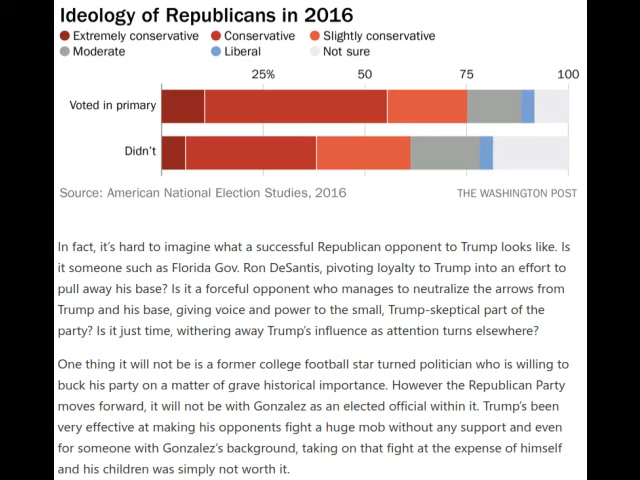 Ideology of Republicans in 2016
Extremely conservative Conservative Slightly conservative
Moderate Liberal Not sure
25% 50 75 100
Voted in primary
Didn't
Source: American National Election Studies, 2016 THE WASHINGTON POST
In fact, it's hard to imagine what a successful Republican opponent to Trump looks like. Is
it someone such as Florida Gov. Ron DeSantis, pivoting loyalty to Trump into an effort to
pull away his base? Is it a forceful opponent who manages to neutralize the arrows from
Trump and his base, giving voice and power to the small, Trump-skeptical part of the
party? Is it just time, withering away Trump's influence as attention turns elsewhere?
One thing it will not be is a former college football star turned politician who is willing to
buck his party on a matter of grave historical importance. However the Republican Party
moves forward, it will not be with Gonzalez as an elected official within it. Trump's been
very effective at making his opponents fight a huge mob without any support and even
for someone with Gonzalez's background, taking on that fight at the expense of himself
and his children was simply not worth it.